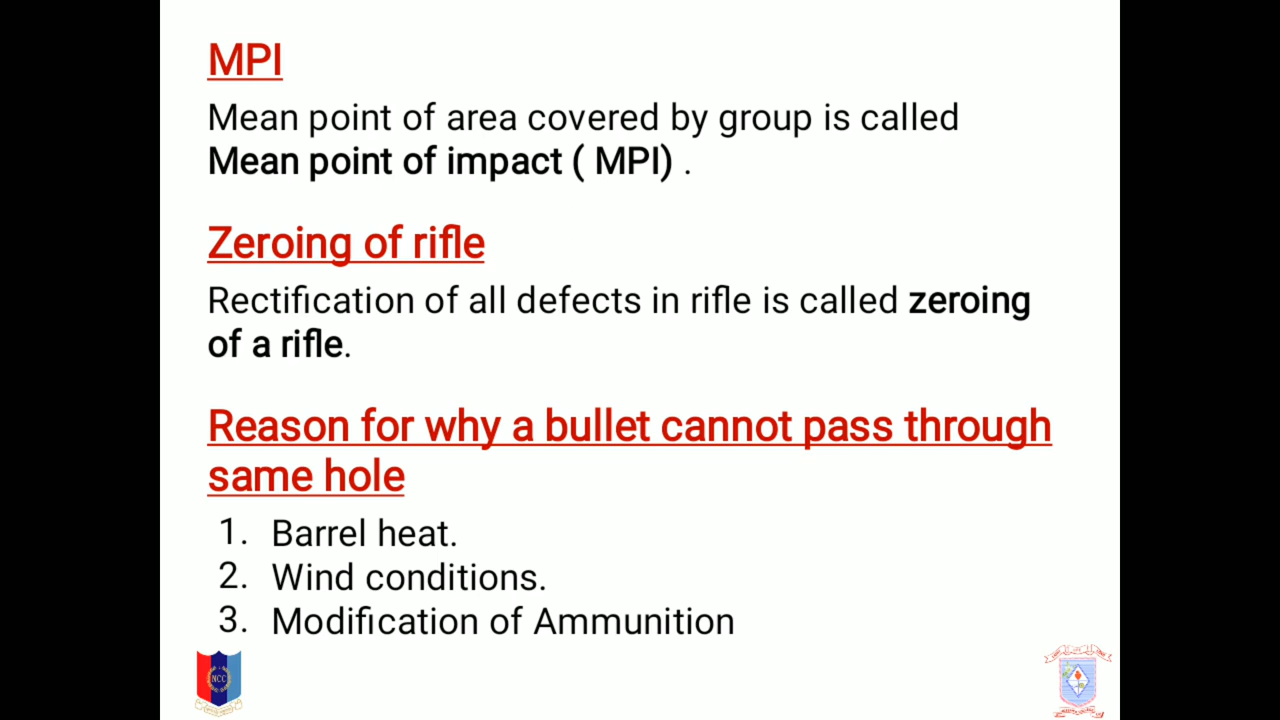 MPI
Mean point of area covered by group is called
Mean point of impact ( MPI) .
Zeroing of rifle
Rectification of all defects in rifle is called zeroing
of a rifle.
Reason for why a bullet cannot pass through
same hole
1. Barrel heat.
2. Wind conditions.
3. Modification of Ammunition
NCC